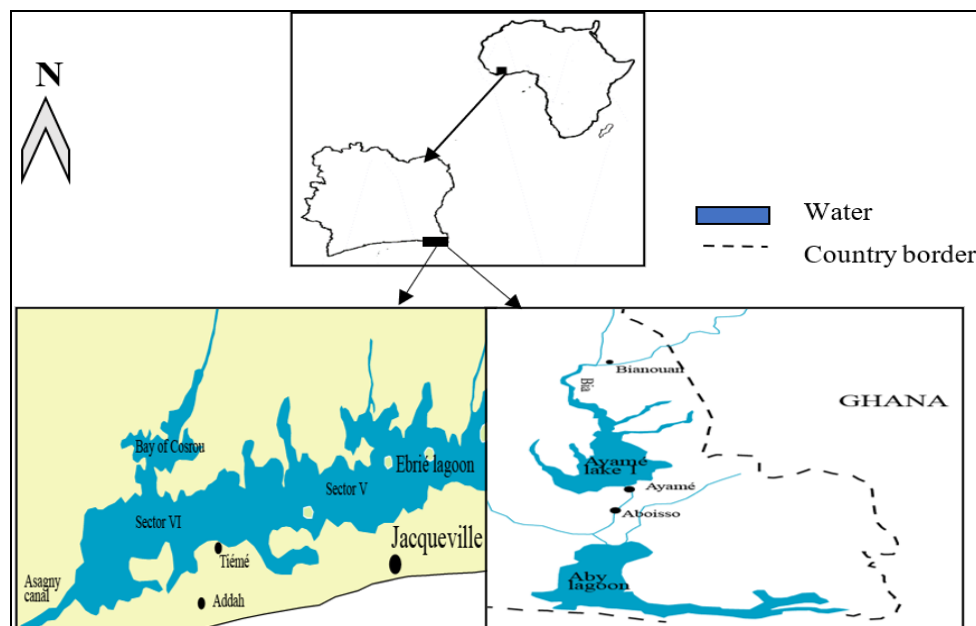 N
Water
Country border
Bay of Cosrou
Ebrié lagoon
Sector V
Sector VI
Jacqueville
Tiémé
Asagny
canal
Addah
Bianouan
Bia
GHANA
Ayamé
lake I
Ayamé
Aboisso
Aby
lagoon